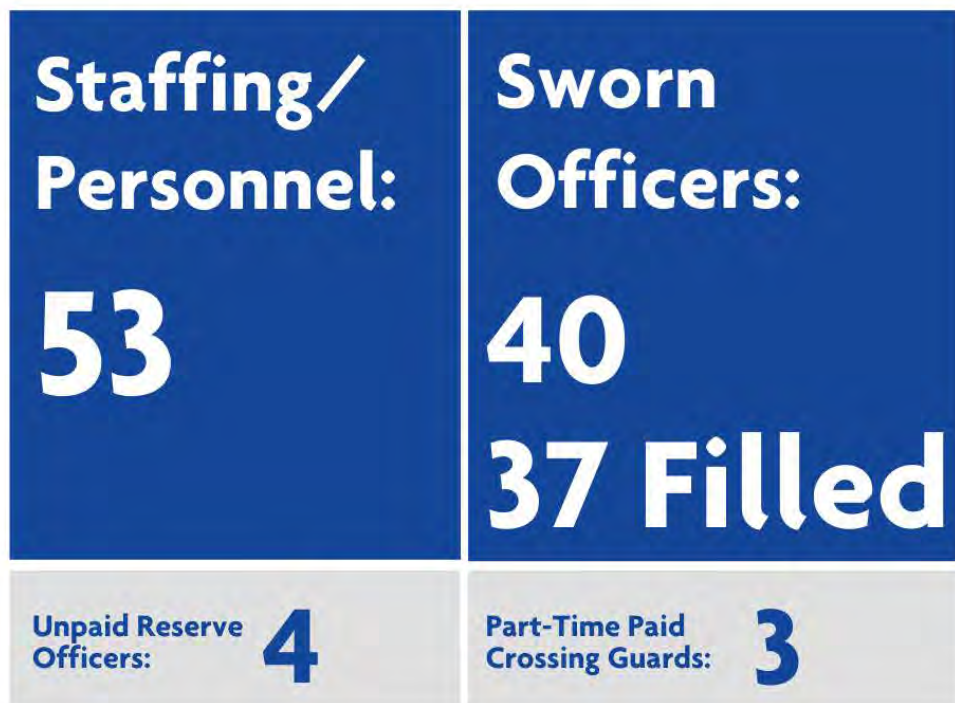 Staffing/
Personnel:
53
Sworn
Officers:
40
37 Filled
Unpaid Reserve
Officers:
4
Part-Time Paid
Crossing Guards:
3